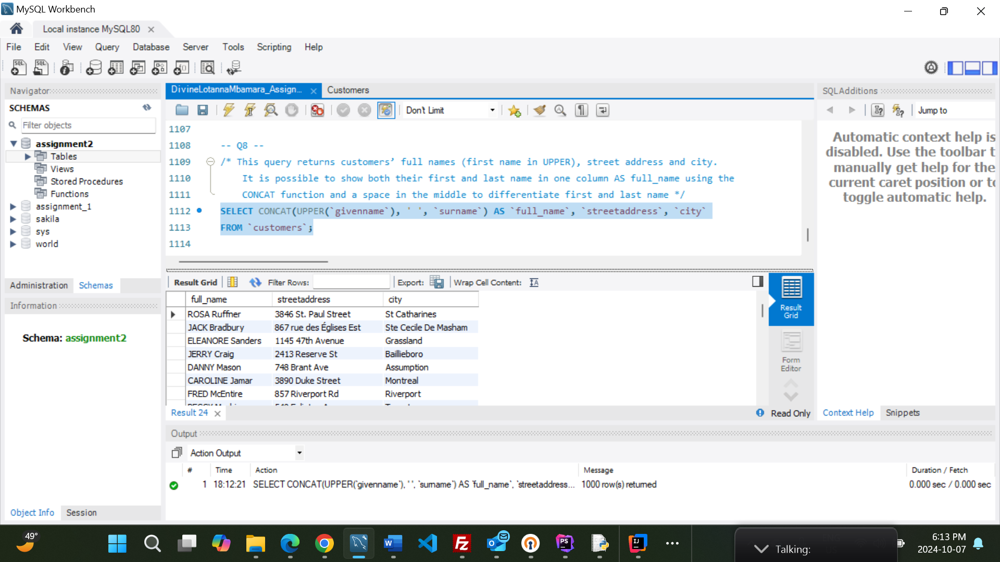 MySQL Workbench
Local instance MySQL80
File Edit View Query Database Server Tools Scripting Help
Navigator
SCHEMAS
Filter objects
assignment2
Tables
Views
Stored Procedures
Functions
assignment_1
sakila
sys
world
Administration Schemas
Information
Schema: assignment2
Object Info Session
DivineLotannaMbamara_Assign... Customers
Don't Limit
1107
1108 -- Q8 --
1109 /* This query returns customers’ full names (first name in UPPER), street address and city.
1110 It is possible to show both their first and last name in one column AS full_name using the
1111 CONCAT function and a space in the middle to differentiate first and last name */
1112 SELECT CONCAT(UPPER(`givenname`), ' ', `surname`) AS `full_name`, `streetaddress`, `city`
1113 FROM `customers`;
1114
Result Grid Filter Rows: Export: Wrap Cell Content:
full_name streetaddress city
ROSA Ruffner 3846 St. Paul Street St Catharines
JACK Bradbury 867 rue des Églises Est Ste Cecile De Masham
ELEANORE Sanders 1145 47th Avenue Grassland
JERRY Craig 2413 Reserve St Baillieboro
DANNY Mason 748 Brant Ave Assumption
CAROLINE Jamar 3890 Duke Street Montreal
FRED McEntire 857 Riverport Rd Riverport
Result Grid
Form Editor
Result 24 Read Only
SQLAdditions
Jump to
Automatic context help is
disabled. Use the toolbar t
manually get help for the
current caret position or to
toggle automatic help.
Context Help Snippets
Output
Action Output
# Time Action Message Duration / Fetch
1 18:12:21 SELECT CONCAT(UPPER(`givenname`), ' ', `surname`) AS `full_name`, `streetaddress... 1000 row(s) returned 0.000 sec / 0.000 sec
49°
Talking:
6:13 PM
2024-10-07